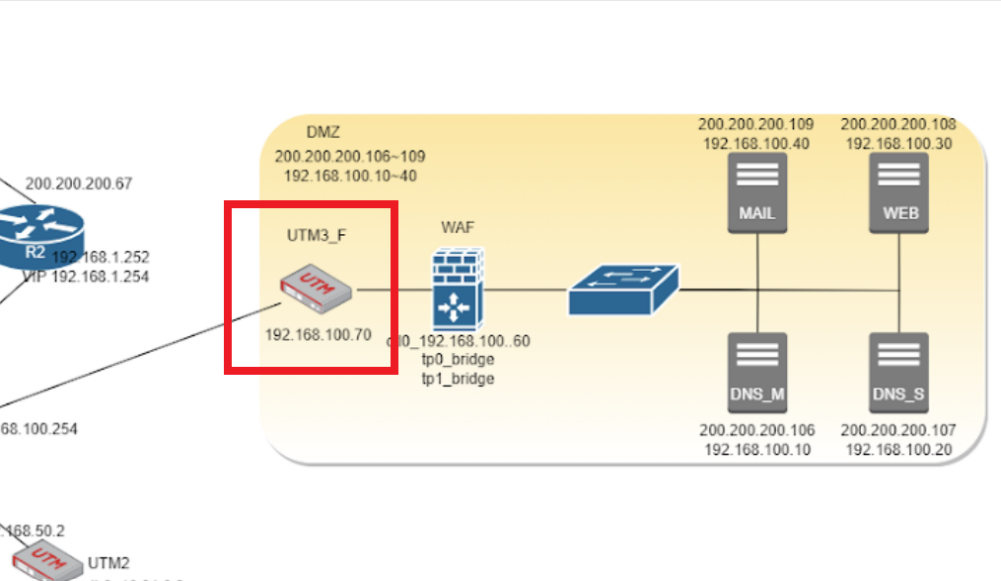 DMZ
200.200.200.106~109
192.168.100.10~40
200.200.200.109
192.168.100.40
MAIL
200.200.200.108
192.168.100.30
WEB
200.200.200.67
R2
192.168.1.252
VIP 192.168.1.254
UTM3_F
UTM
192.168.100.70
WAF
_192.168.100..60
tp0_bridge
tp1_bridge
DNS_M
200.200.200.106
192.168.100.10
DNS_S
200.200.200.107
192.168.100.20
68.100.254
.168.50.2
UTM
UTM2